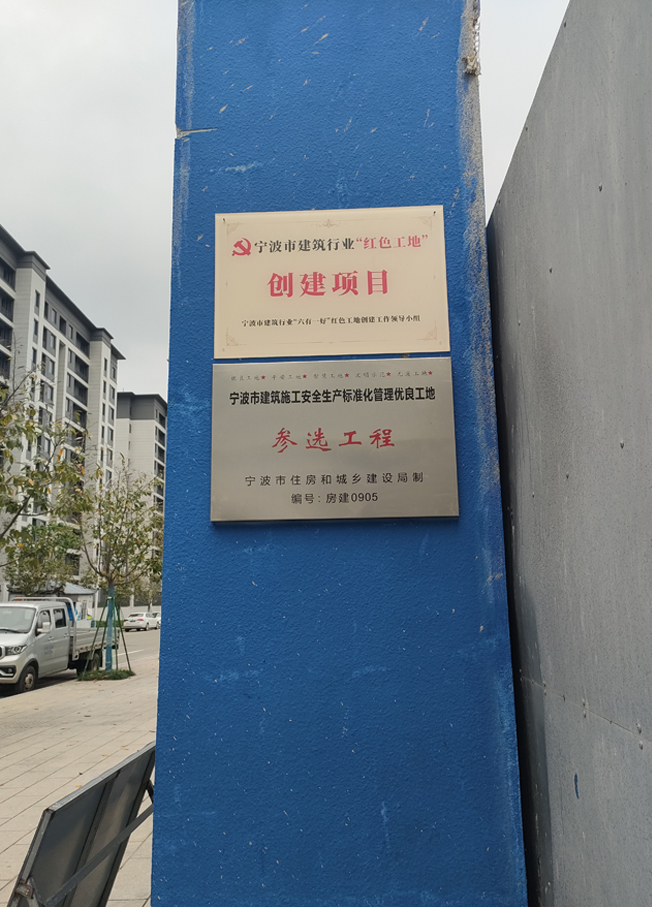 宁波市建筑行业“红色工地”
创建项目
宁波市建筑行业“六有一好”红色工地创建工作领导小组
宁波市建筑施工安全生产标准化管理优良工地
参选工程
宁波市住房和城乡建设局制
编号：房建0905